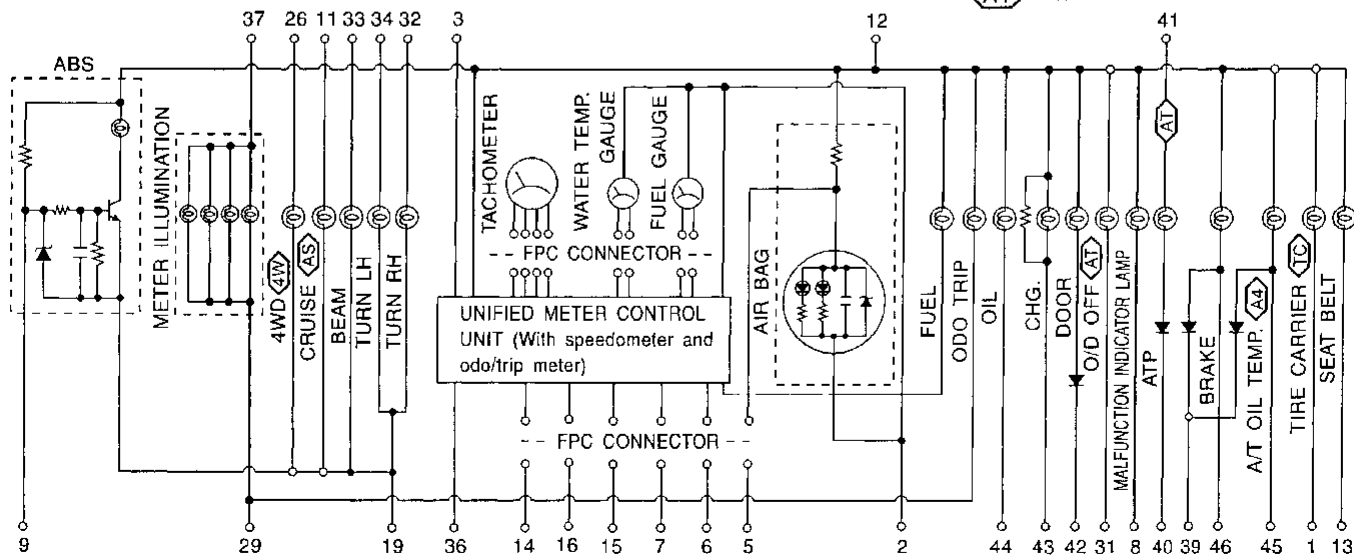 37 26 11 33 34 32 3 12 41
ABS
METER ILLUMINATION
4WD 4W
CRUISE AS
BEAM
TURN LH
TURN RH
TACHOMETER
WATER TEMP.
GAUGE
FUEL GAUGE
-- FPC CONNECTOR --
UNIFIED METER CONTROL
UNIT (With speedometer and
odo/trip meter)
-- FPC CONNECTOR --
AIR BAG
FUEL
ODO TRIP
OIL
CHG.
DOOR
O/D OFF AT
MALFUNCTION INDICATOR LAMP
ATP
AT
BRAKE
A/T OIL TEMP. A4
TIRE CARRIER TC
SEAT BELT
9 29 19 36 14 16 15 7 6 5 2 44 43 42 31 8 40 39 46 45 1 13